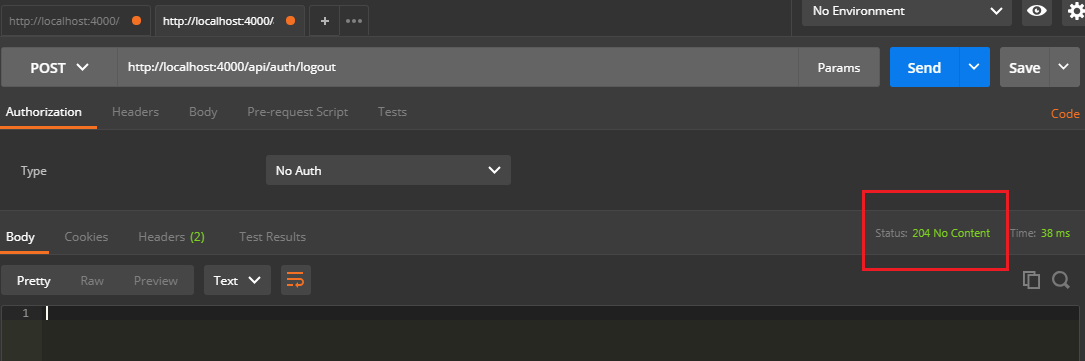 http://localhost:4000/ http://localhost:4000/ + ••• No Environment
POST http://localhost:4000/api/auth/logout Params Send Save
Authorization Headers Body Pre-request Script Tests Code
Type No Auth
Body Cookies Headers (2) Test Results Status: 204 No Content Time: 38 ms
Pretty Raw Preview Text
1